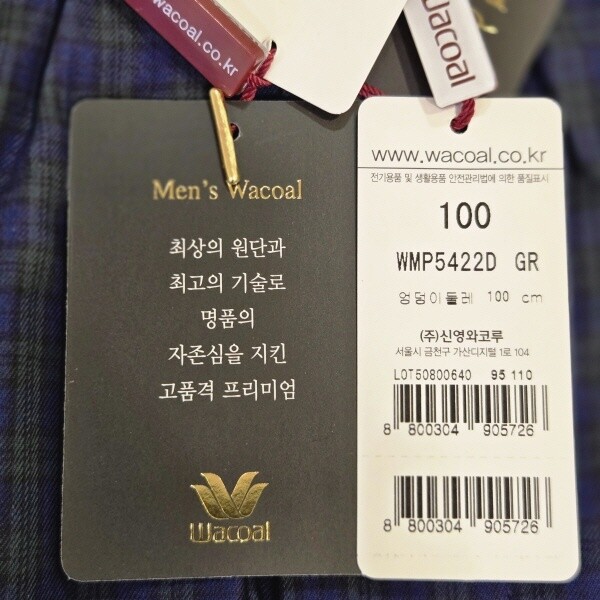 wacoal.co.kr
Wacoal
Men's Wacoal
최상의 원단과
최고의 기술로
명품의
자존심을 지킨
고품격 프리미엄
Wacoal
www.wacoal.co.kr
전기용품 및 생활용품 안전관리법에 의한 품질표시
100
WMP5422D GR
엉덩이둘레 100 cm
(주)신영와코루
서울시 금천구 가산디지털 1로 104
LOT50800640 95 110
8 800304 905726
8 800304 905726